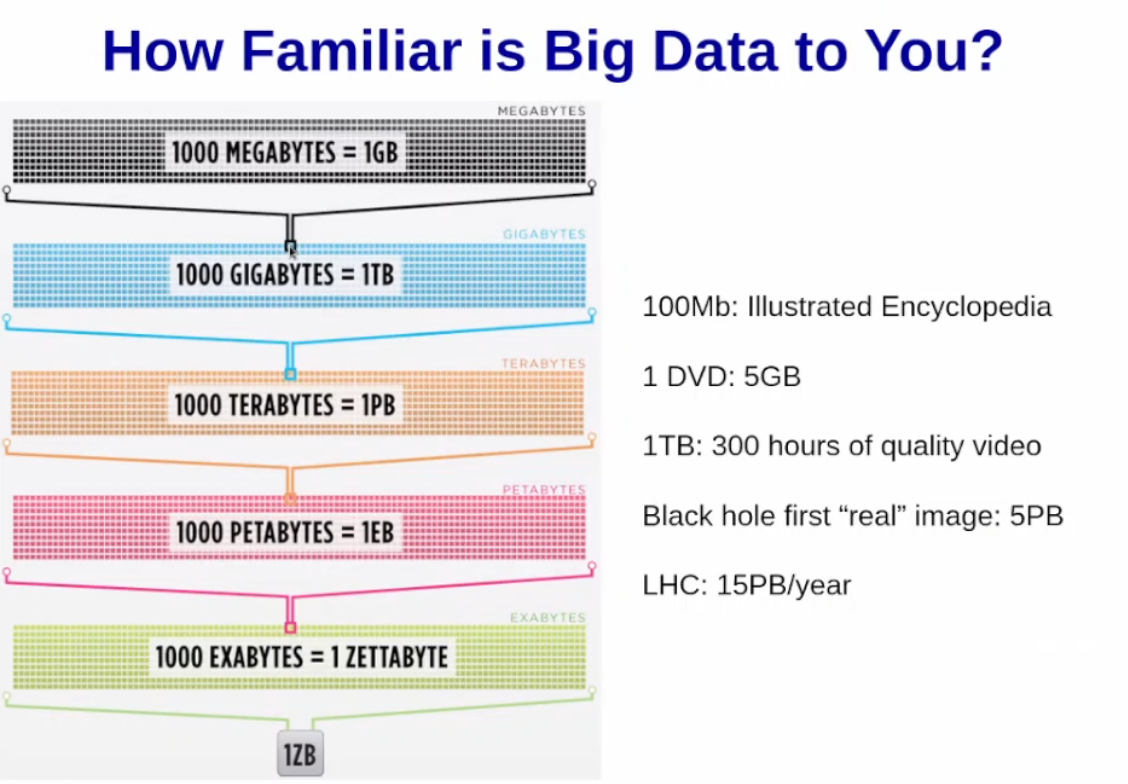 How Familiar is Big Data to You?
MEGABYTES
1000 MEGABYTES = 1GB
GIGABYTES
1000 GIGABYTES = 1TB
TERABYTES
1000 TERABYTES = 1PB
PETABYTES
1000 PETABYTES = 1EB
EXABYTES
1000 EXABYTES = 1 ZETTABYTE
1ZB
100Mb: Illustrated Encyclopedia
1 DVD: 5GB
1TB: 300 hours of quality video
Black hole first “real” image: 5PB
LHC: 15PB/year